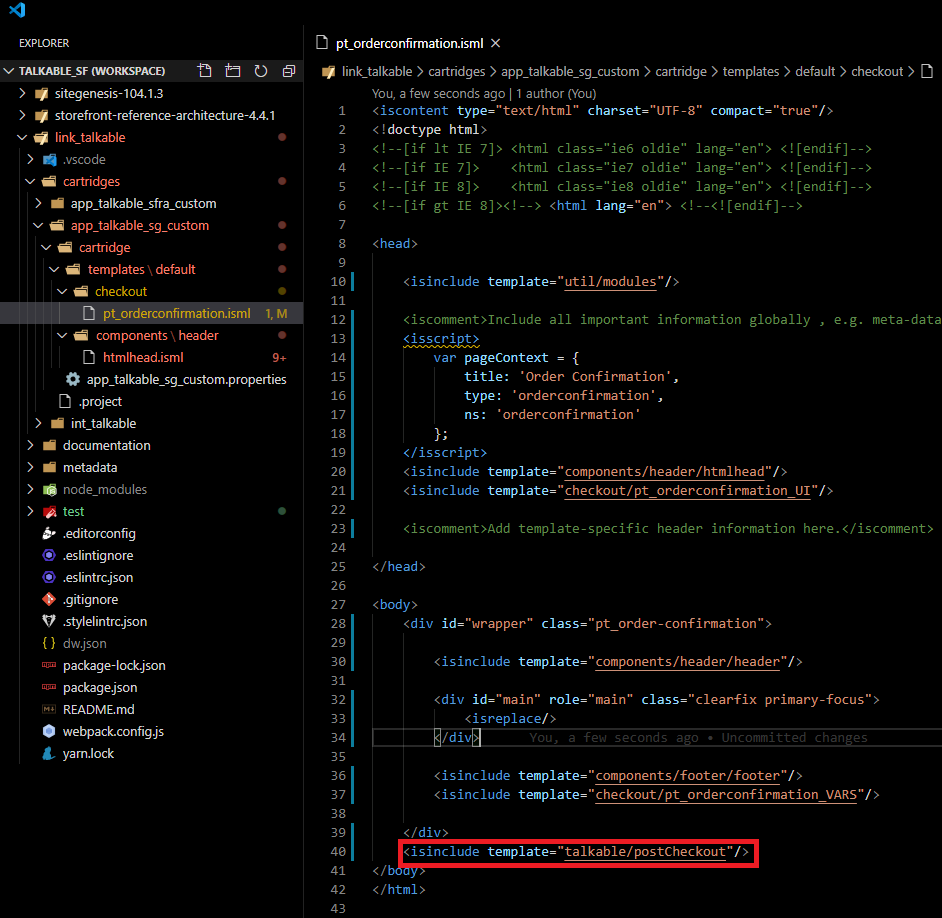 EXPLORER
TALKABLE_SF (WORKSPACE)
sitegenesis-104.1.3
storefront-reference-architecture-4.4.1
link_talkable
.vscode
cartridges
app_talkable_sfra_custom
app_talkable_sg_custom
cartridge
templates \ default
checkout
pt_orderconfirmation.isml 1, M
components \ header
htmlhead.isml 9+
app_talkable_sg_custom.properties
.project
int_talkable
documentation
metadata
node_modules
test
.editorconfig
.eslintignore
.eslintrc.json
.gitignore
.stylelintrc.json
dw.json
package-lock.json
package.json
README.md
webpack.config.js
yarn.lock
pt_orderconfirmation.isml
link_talkable > cartridges > app_talkable_sg_custom > cartridge > templates > default > checkout >
You, a few seconds ago | 1 author (You)
1 <iscontent type="text/html" charset="UTF-8" compact="true"/>
2 <!doctype html>
3 <!--[if lt IE 7]> <html class="ie6 oldie" lang="en"> <![endif]-->
4 <!--[if IE 7]> <html class="ie7 oldie" lang="en"> <![endif]-->
5 <!--[if IE 8]> <html class="ie8 oldie" lang="en"> <![endif]-->
6 <!--[if gt IE 8]><!--> <html lang="en"> <!--<![endif]-->
7
8 <head>
9
10 <isinclude template="util/modules"/>
11
12 <iscomment>Include all important information globally , e.g. meta-data
13 <isscript>
14 var pageContext = {
15 title: 'Order Confirmation',
16 type: 'orderconfirmation',
17 ns: 'orderconfirmation'
18 };
19 </isscript>
20 <isinclude template="components/header/htmlhead"/>
21 <isinclude template="checkout/pt_orderconfirmation_UI"/>
22
23 <iscomment>Add template-specific header information here.</iscomment>
24
25 </head>
26
27 <body>
28 <div id="wrapper" class="pt_order-confirmation">
29
30 <isinclude template="components/header/header"/>
31
32 <div id="main" role="main" class="clearfix primary-focus">
33 <isreplace/>
34 </div> You, a few seconds ago • Uncommitted changes
35
36 <isinclude template="components/footer/footer"/>
37 <isinclude template="checkout/pt_orderconfirmation_VARS"/>
38
39 </div>
40 <isinclude template="talkable/postCheckout"/>
41 </body>
42 </html>
43